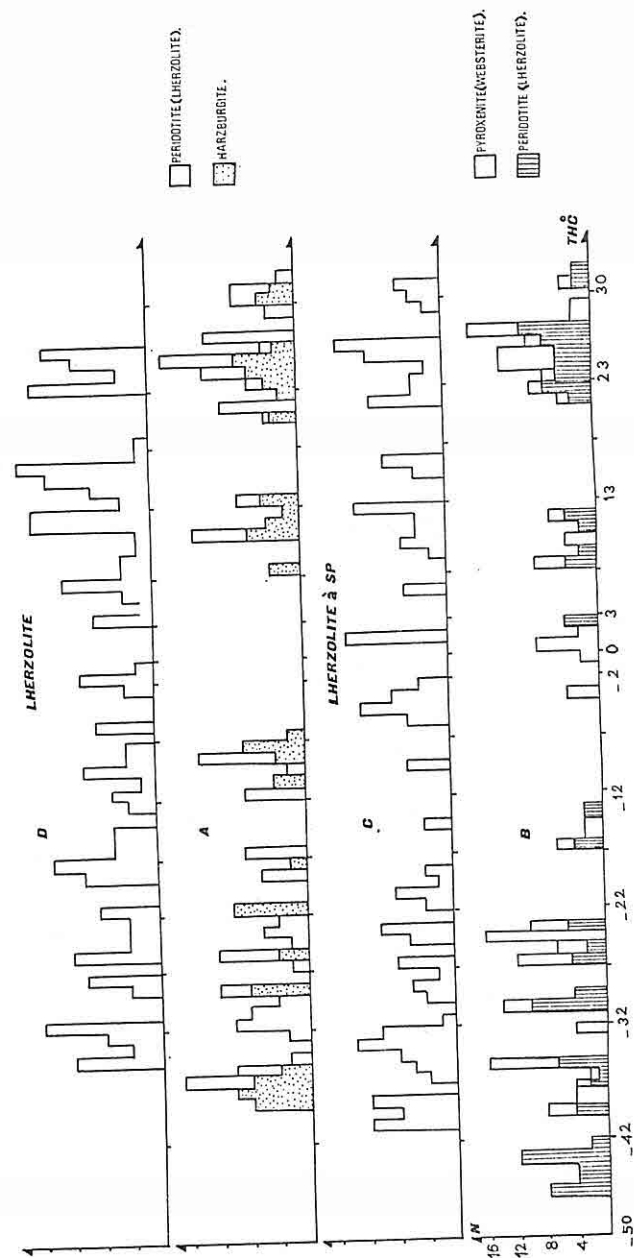 PERIDOTITE (LHERZOLITE).
HARZBURGITE.
PYROXENITE (WEBSTERITE).
PERIDOTITE (LHERZOLITE).
LHERZOLITE
D
A
LHERZOLITE à SP
C
B
N
16
12
8
4
-50
-42
-32
-22
-12
-2
0
3
13
23
30
TH°C